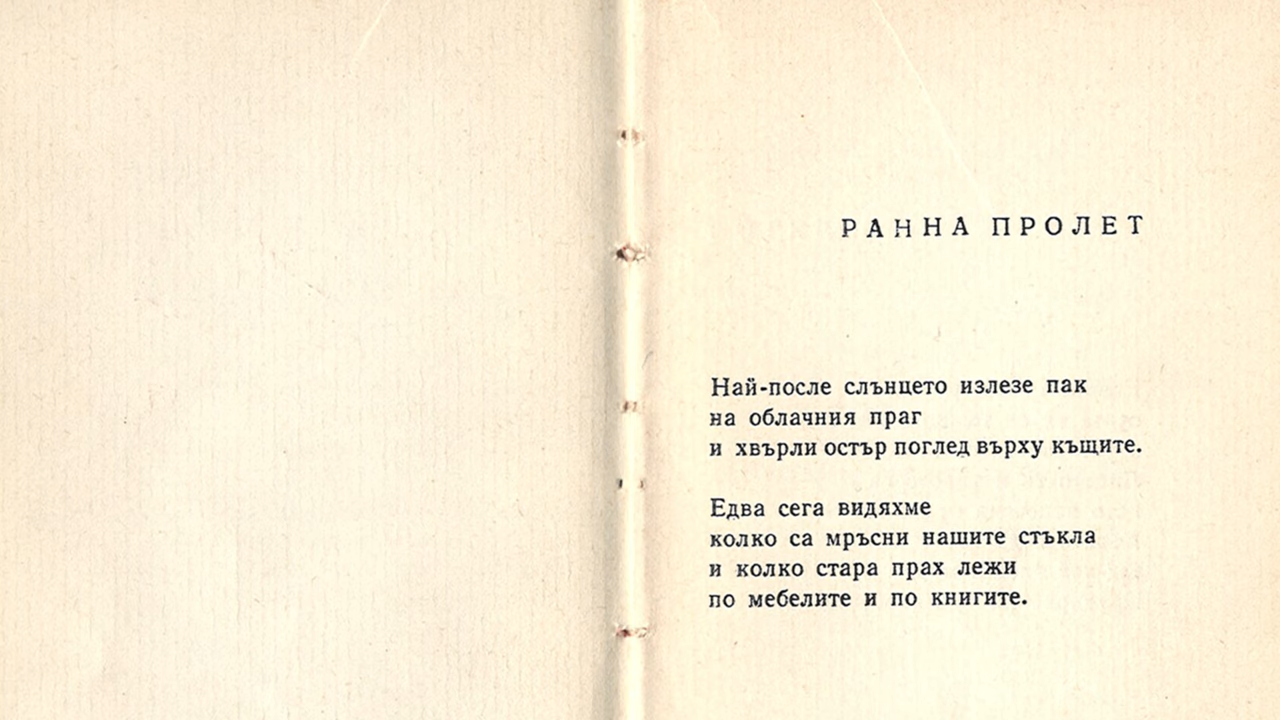 РАННА ПРОЛЕТ
Най-после слънцето излезе пак
на облачния праг
и хвърли остър поглед върху къщите.
Едва сега видяхме
колко са мръсни нашите стъкла
и колко стара прах лежи
по мебелите и по книгите.